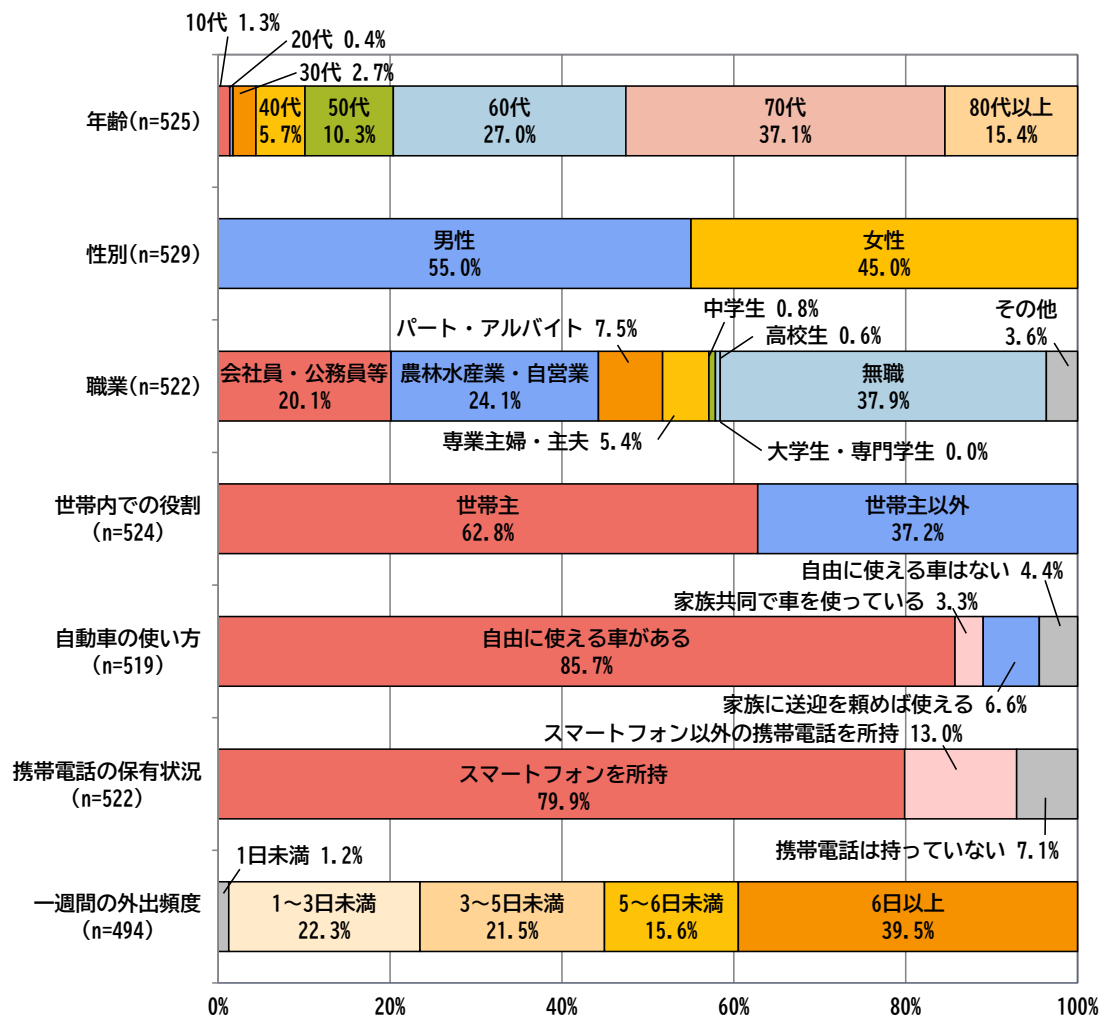 10代 1.3%
20代 0.4%
30代 2.7%
年齢(n=525)
40代
5.7%
50代
10.3%
60代
27.0%
70代
37.1%
80代以上
15.4%
性別(n=529)
男性
55.0%
女性
45.0%
パート・アルバイト 7.5%
中学生 0.8%
高校生 0.6%
その他
3.6%
職業(n=522)
会社員・公務員等
20.1%
農林水産業・自営業
24.1%
無職
37.9%
専業主婦・主夫 5.4%
大学生・専門学生 0.0%
世帯内での役割
(n=524)
世帯主
62.8%
世帯主以外
37.2%
自由に使える車はない 4.4%
家族共同で車を使っている 3.3%
自動車の使い方
(n=519)
自由に使える車がある
85.7%
家族に送迎を頼めば使える 6.6%
スマートフォン以外の携帯電話を所持 13.0%
携帯電話の保有状況
(n=522)
スマートフォンを所持
79.9%
携帯電話は持っていない 7.1%
1日未満 1.2%
一週間の外出頻度
(n=494)
1～3日未満
22.3%
3～5日未満
21.5%
5～6日未満
15.6%
6日以上
39.5%
0% 20% 40% 60% 80% 100%